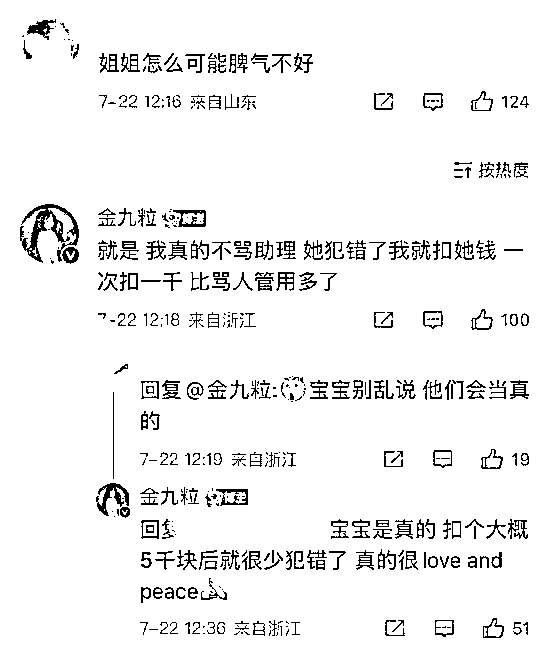 姐姐怎么可能脾气不好
7-22 12:16 来自山东
124
按热度
金九粒
就是 我真的不骂助理 她犯错了我就扣她钱 一
次扣一千 比骂人管用多了
7-22 12:18 来自浙江
100
回复@金九粒:宝宝别乱说 他们会当真
的
7-22 12:19 来自浙江
19
金九粒
回复 宝宝是真的 扣个大概
5千块后就很少犯错了 真的很love and
peace
7-22 12:36 来自浙江
51